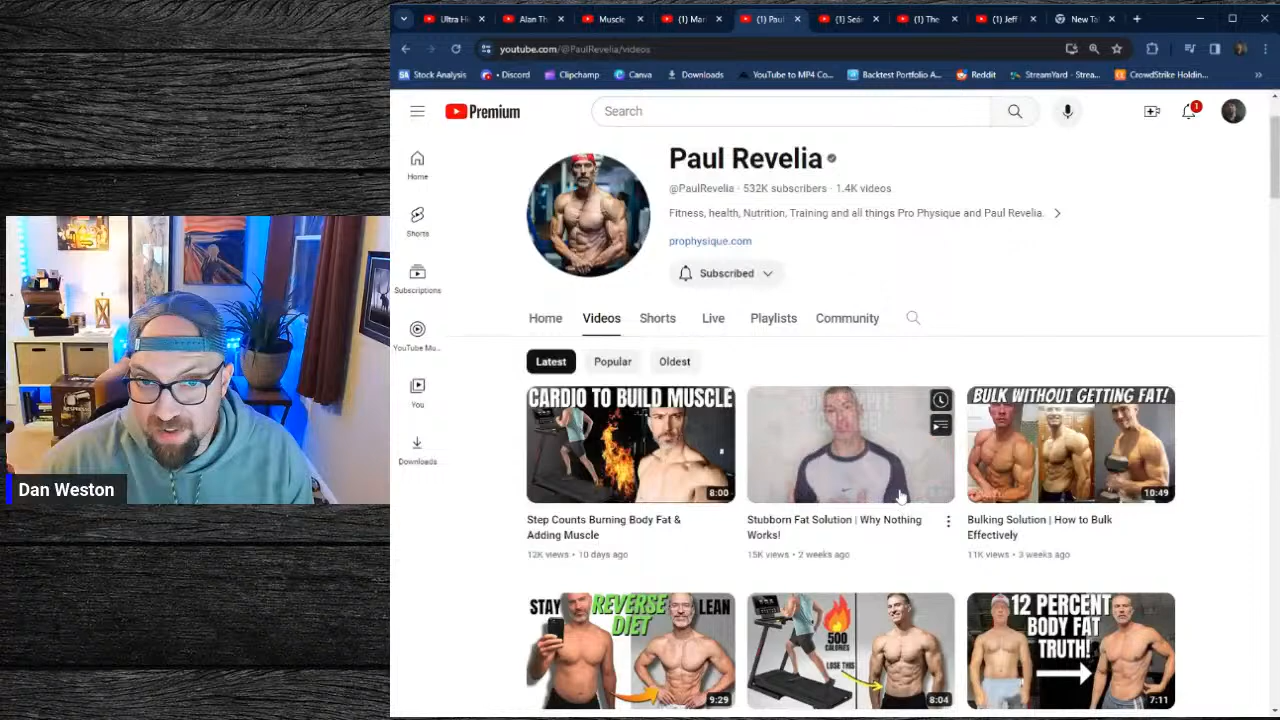 Ultra Hi
Alan Th
Muscle
(1) Mar
(1) Paul
(1) Seán
(1) The
(1) Jeff
New Ta
youtube.com/@PaulRevelia/videos
Stock Analysis
• Discord
Clipchamp
Canva
Downloads
YouTube to MP4 Co...
Backtest Portfolio A...
Reddit
StreamYard - Strea...
CrowdStrike Holdin...
Premium
Search
1
Home
Shorts
Subscriptions
YouTube Mu...
You
Downloads
Paul Revelia
@PaulRevelia · 532K subscribers · 1.4K videos
Fitness, health, Nutrition, Training and all things Pro Physique and Paul Revelia.
prophysique.com
Subscribed
Home
Videos
Shorts
Live
Playlists
Community
Latest
Popular
Oldest
CARDIO TO BUILD MUSCLE
8:00
BULK WITHOUT GETTING FAT!
10:49
Step Counts Burning Body Fat &
Adding Muscle
12K views • 10 days ago
Stubborn Fat Solution | Why Nothing
Works!
15K views • 2 weeks ago
Bulking Solution | How to Bulk
Effectively
11K views • 3 weeks ago
STAY REVERSE LEAN
DIET
9:29
500
CALORIES
LOSE THIS
8:04
12 PERCENT
BODY FAT
TRUTH!
7:11
NESPRESSO
Dan Weston